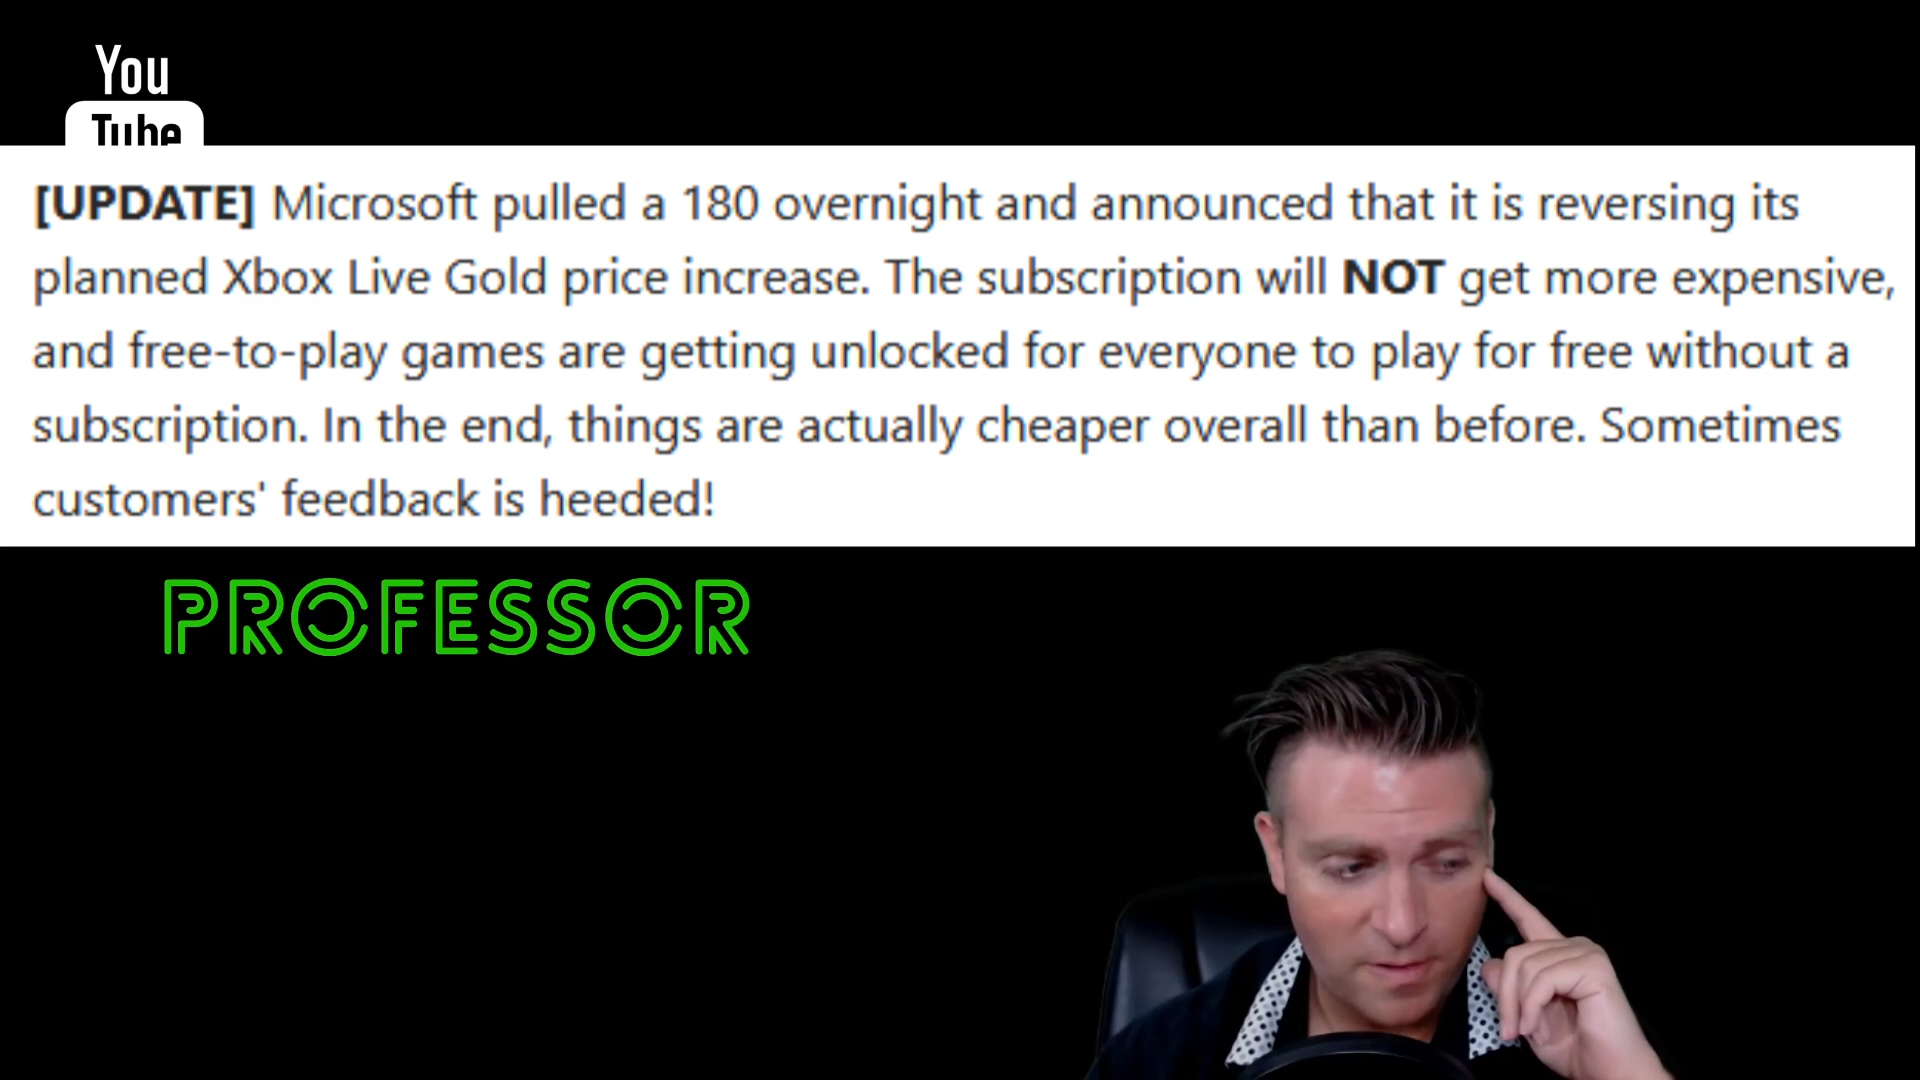 You
Tube
[UPDATE] Microsoft pulled a 180 overnight and announced that it is reversing its
planned Xbox Live Gold price increase. The subscription will NOT get more expensive,
and free-to-play games are getting unlocked for everyone to play for free without a
subscription. In the end, things are actually cheaper overall than before. Sometimes
customers' feedback is heeded!
PROFESSOR